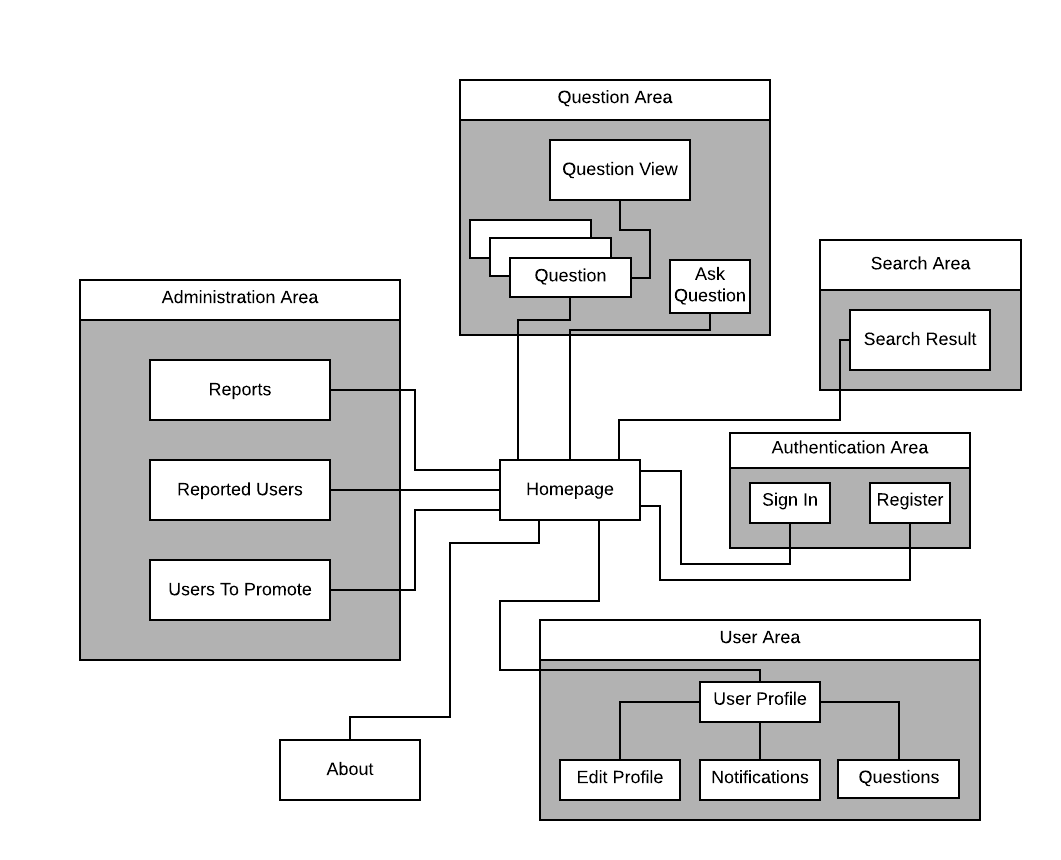 Question Area
Question View
Question
Ask
Question
Search Area
Search Result
Administration Area
Reports
Reported Users
Users To Promote
Homepage
Authentication Area
Sign In
Register
User Area
User Profile
Edit Profile
Notifications
Questions
About